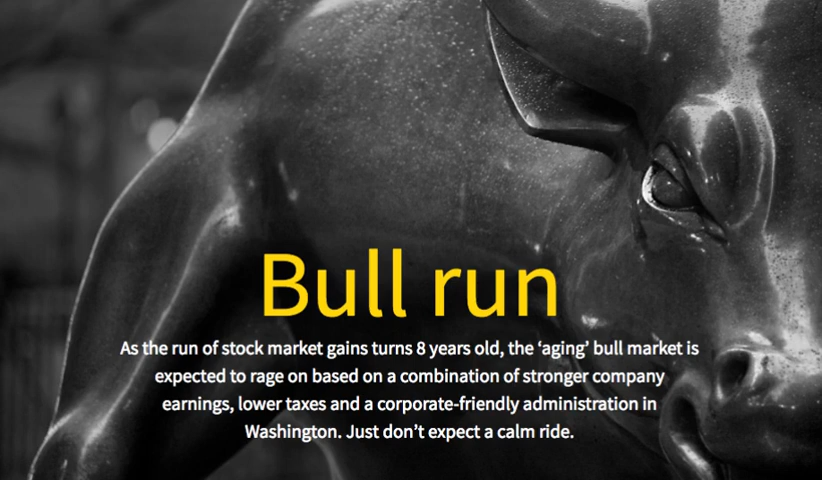 Bull run
As the run of stock market gains turns 8 years old, the ‘aging’ bull market is
expected to rage on based on a combination of stronger company
earnings, lower taxes and a corporate-friendly administration in
Washington. Just don’t expect a calm ride.